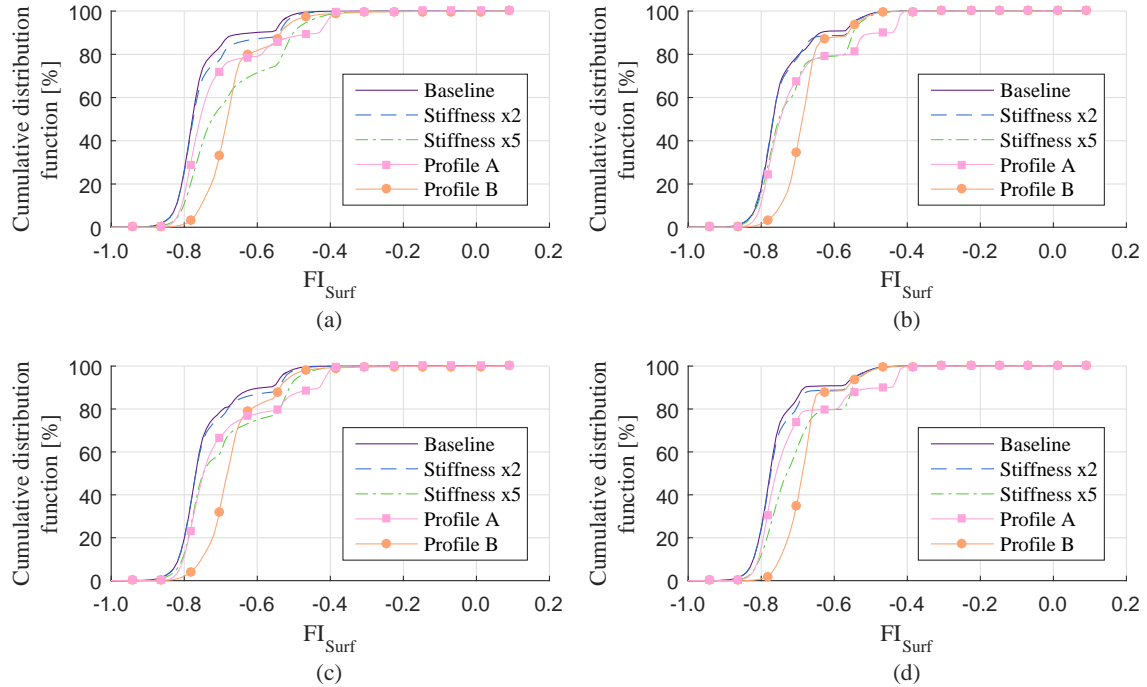 Cumulative distribution
function [%]
100
80
60
40
20
0
-1.0 -0.8 -0.6 -0.4 -0.2 0.0 0.2
FI_Surf
Baseline
Stiffness x2
Stiffness x5
Profile A
Profile B
(a)
Cumulative distribution
function [%]
100
80
60
40
20
0
-1.0 -0.8 -0.6 -0.4 -0.2 0.0 0.2
FI_Surf
Baseline
Stiffness x2
Stiffness x5
Profile A
Profile B
(b)
Cumulative distribution
function [%]
100
80
60
40
20
0
-1.0 -0.8 -0.6 -0.4 -0.2 0.0 0.2
FI_Surf
Baseline
Stiffness x2
Stiffness x5
Profile A
Profile B
(c)
Cumulative distribution
function [%]
100
80
60
40
20
0
-1.0 -0.8 -0.6 -0.4 -0.2 0.0 0.2
FI_Surf
Baseline
Stiffness x2
Stiffness x5
Profile A
Profile B
(d)